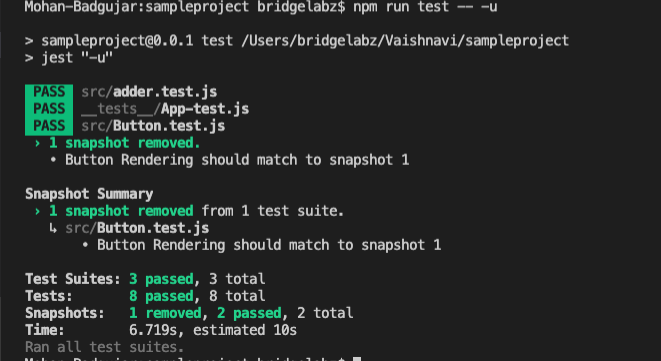 Mohan-Badgujar:sampleproject bridgelabz$ npm run test -- -u
> sampleproject@0.0.1 test /Users/bridgelabz/Vaishnavi/sampleproject
> jest "-u"
PASS src/adder.test.js
PASS __tests__/App-test.js
PASS src/Button.test.js
› 1 snapshot removed.
• Button Rendering should match to snapshot 1
Snapshot Summary
› 1 snapshot removed from 1 test suite.
↳ src/Button.test.js
• Button Rendering should match to snapshot 1
Test Suites: 3 passed, 3 total
Tests: 8 passed, 8 total
Snapshots: 1 removed, 2 passed, 2 total
Time: 6.719s, estimated 10s
Ran all test suites.
Mohan-Badgujar:sampleproject bridgelabz$